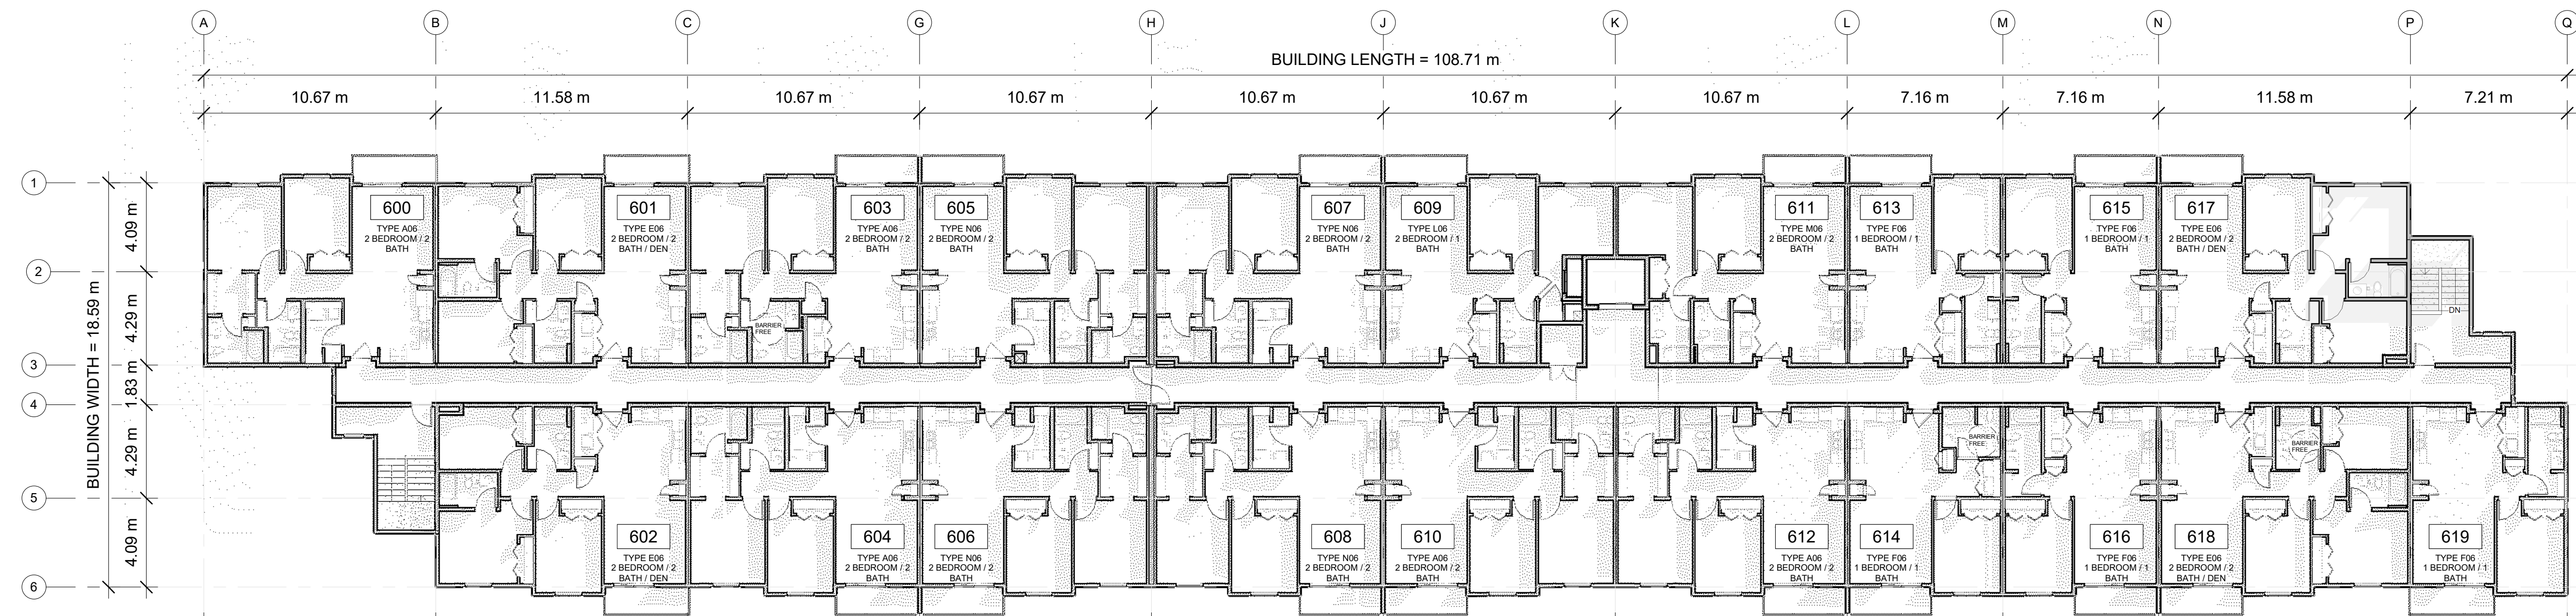 A
B
C
G
H
J
K
L
M
N
P
Q
BUILDING LENGTH = 108.71 m
10.67 m
11.58 m
10.67 m
10.67 m
10.67 m
10.67 m
10.67 m
7.16 m
7.16 m
11.58 m
7.21 m
1
2
3
4
5
6
BUILDING WIDTH = 18.59 m
4.09 m
4.29 m
1.83 m
4.29 m
4.09 m
600
TYPE A06
2 BEDROOM / 2
BATH
601
TYPE E06
2 BEDROOM / 2
BATH / DEN
603
TYPE A06
2 BEDROOM / 2
BATH
605
TYPE N06
2 BEDROOM / 2
BATH
607
TYPE N06
2 BEDROOM / 2
BATH
609
TYPE L06
2 BEDROOM / 1
BATH
611
TYPE M06
2 BEDROOM / 2
BATH
613
TYPE F06
1 BEDROOM / 1
BATH
615
TYPE F06
1 BEDROOM / 1
BATH
617
TYPE E06
2 BEDROOM / 2
BATH / DEN
BARRIER
FREE
DN
BARRIER
FREE
BARRIER
FREE
602
TYPE E06
2 BEDROOM / 2
BATH / DEN
604
TYPE A06
2 BEDROOM / 2
BATH
606
TYPE N06
2 BEDROOM / 2
BATH
608
TYPE N06
2 BEDROOM / 2
BATH
610
TYPE A06
2 BEDROOM / 2
BATH
612
TYPE A06
2 BEDROOM / 2
BATH
614
TYPE F06
1 BEDROOM / 1
BATH
616
TYPE F06
1 BEDROOM / 1
BATH
618
TYPE E06
2 BEDROOM / 2
BATH / DEN
619
TYPE F06
1 BEDROOM / 1
BATH